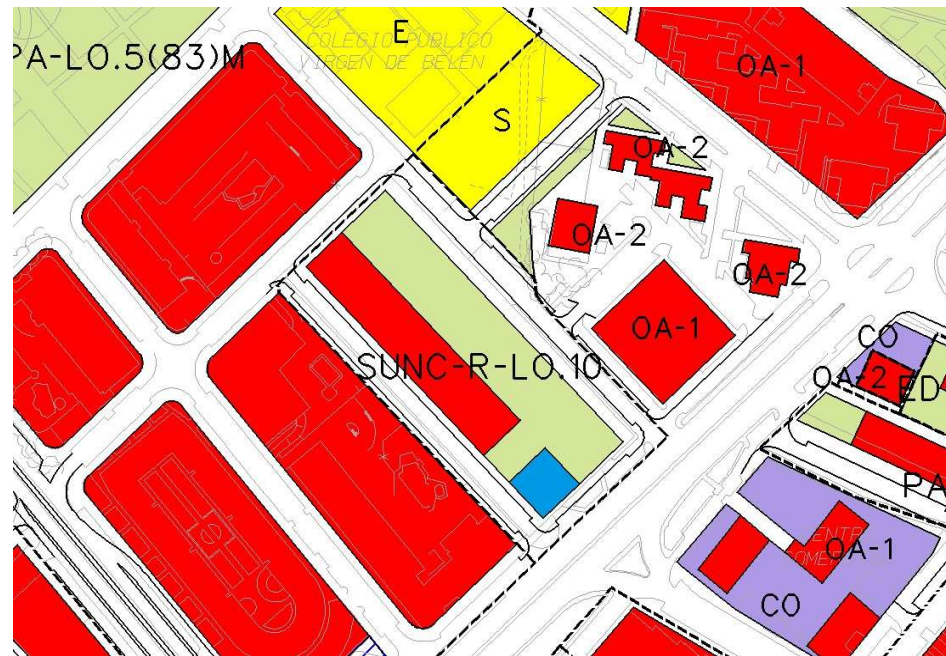 E
COLEGIO PUBLICO
VIRGEN DE BELEN
PA-LO.5(83)M
OA-1
S
OA-2
OA-2
OA-2
OA-1
CO
SUNC-R-LO.10
OA-2
ED
PA
OA-1
CO